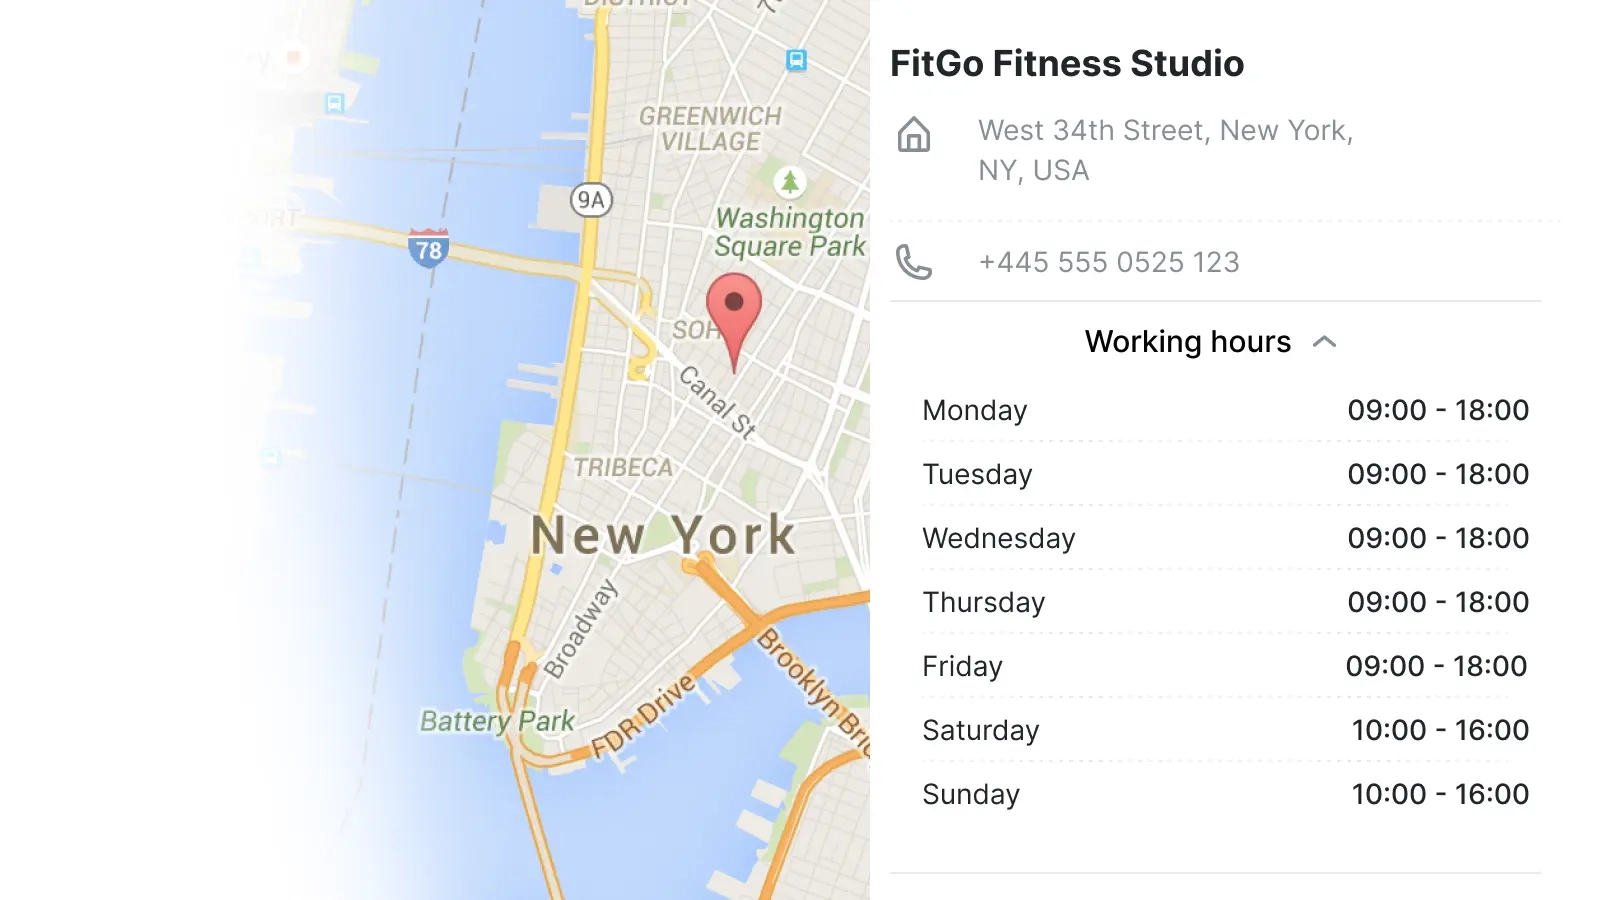 GREENWICH
VILLAGE
9A
Washington
Square Park
78
Canal St
TRIBECA
New York
Broadway
Brooklyn
Battery Park
FDR Drive
FitGo Fitness Studio
West 34th Street, New York,
NY, USA
+445 555 0525 123
Working hours
Monday 09:00 - 18:00
Tuesday 09:00 - 18:00
Wednesday 09:00 - 18:00
Thursday 09:00 - 18:00
Friday 09:00 - 18:00
Saturday 10:00 - 16:00
Sunday 10:00 - 16:00